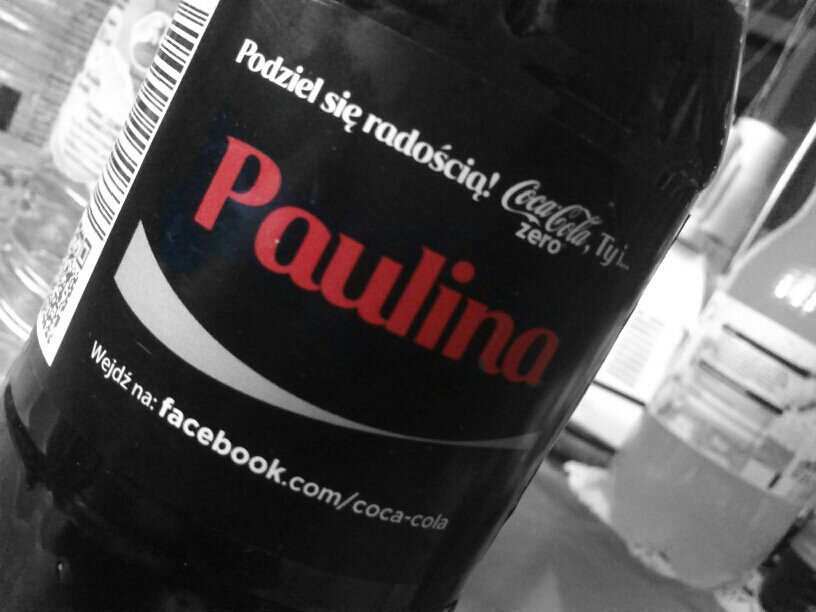 Podziel się radością! Coca-Cola zero, Ty i...
Paulina
Wejdź na: facebook.com/coca-cola